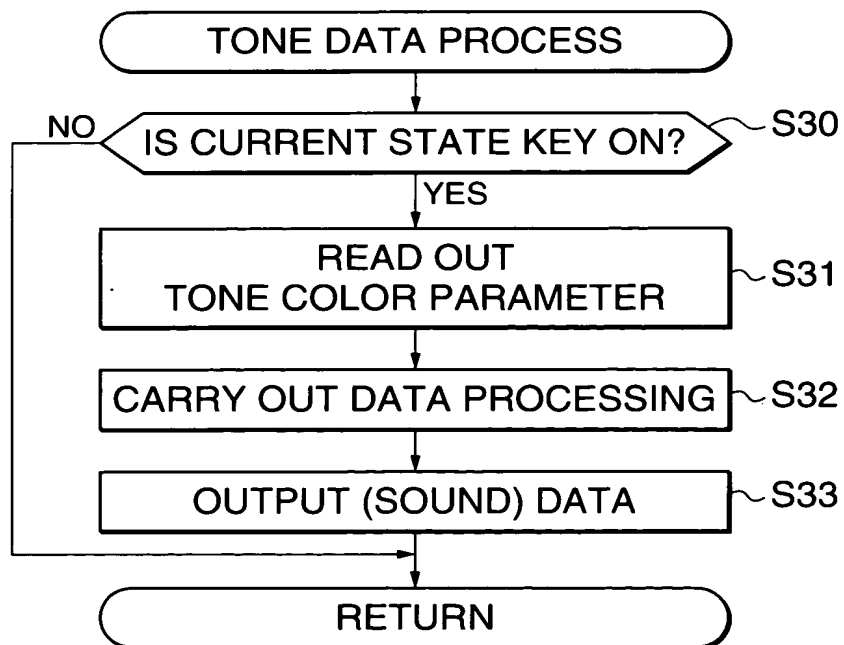 TONE DATA PROCESS
NO
IS CURRENT STATE KEY ON?
S30
YES
READ OUT
TONE COLOR PARAMETER
S31
CARRY OUT DATA PROCESSING
S32
OUTPUT (SOUND) DATA
S33
RETURN